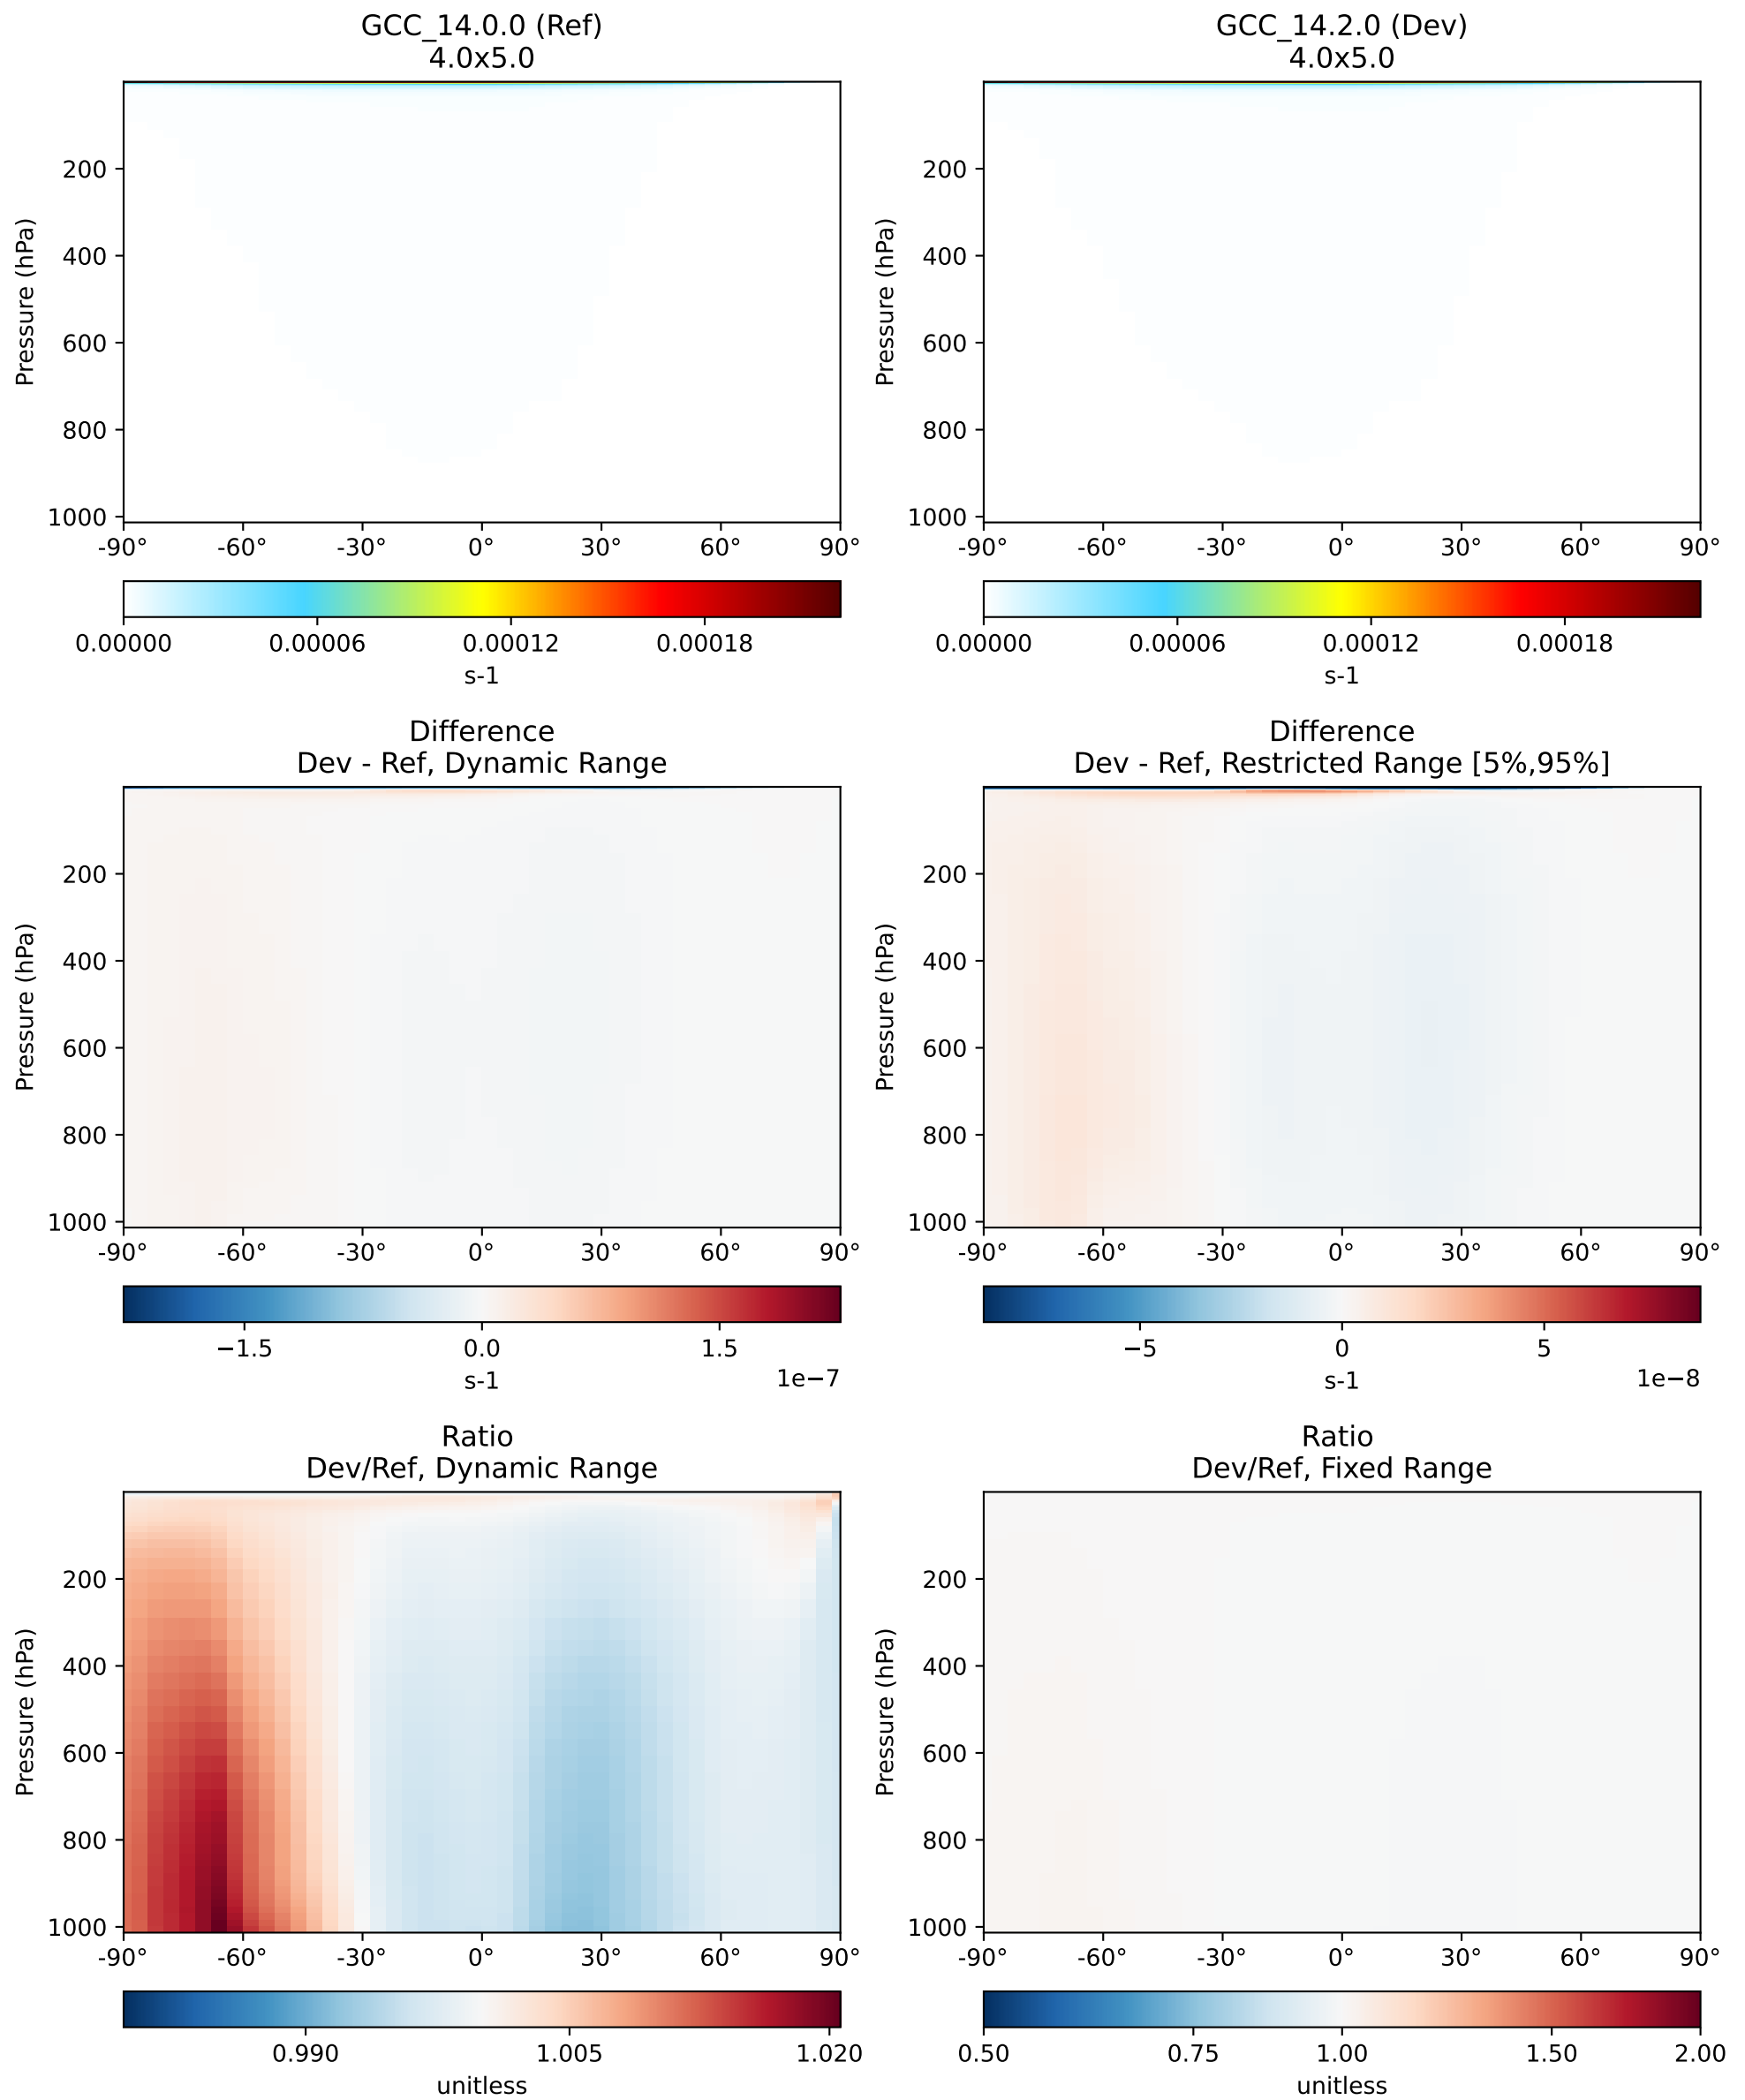 GCC_14.0.0 (Ref)
4.0x5.0
GCC_14.2.0 (Dev)
4.0x5.0
Pressure (hPa)
200
400
600
800
1000
-90° -60° -30° 0° 30° 60° 90°
0.00000 0.00006 0.00012 0.00018
s-1
Pressure (hPa)
200
400
600
800
1000
-90° -60° -30° 0° 30° 60° 90°
0.00000 0.00006 0.00012 0.00018
s-1
Difference
Dev - Ref, Dynamic Range
Pressure (hPa)
200
400
600
800
1000
-90° -60° -30° 0° 30° 60° 90°
−1.5 0.0 1.5
s-1
1e−7
Difference
Dev - Ref, Restricted Range [5%,95%]
Pressure (hPa)
200
400
600
800
1000
-90° -60° -30° 0° 30° 60° 90°
−5 0 5
s-1
1e−8
Ratio
Dev/Ref, Dynamic Range
Pressure (hPa)
200
400
600
800
1000
-90° -60° -30° 0° 30° 60° 90°
0.990 1.005 1.020
unitless
Ratio
Dev/Ref, Fixed Range
Pressure (hPa)
200
400
600
800
1000
-90° -60° -30° 0° 30° 60° 90°
0.50 0.75 1.00 1.50 2.00
unitless